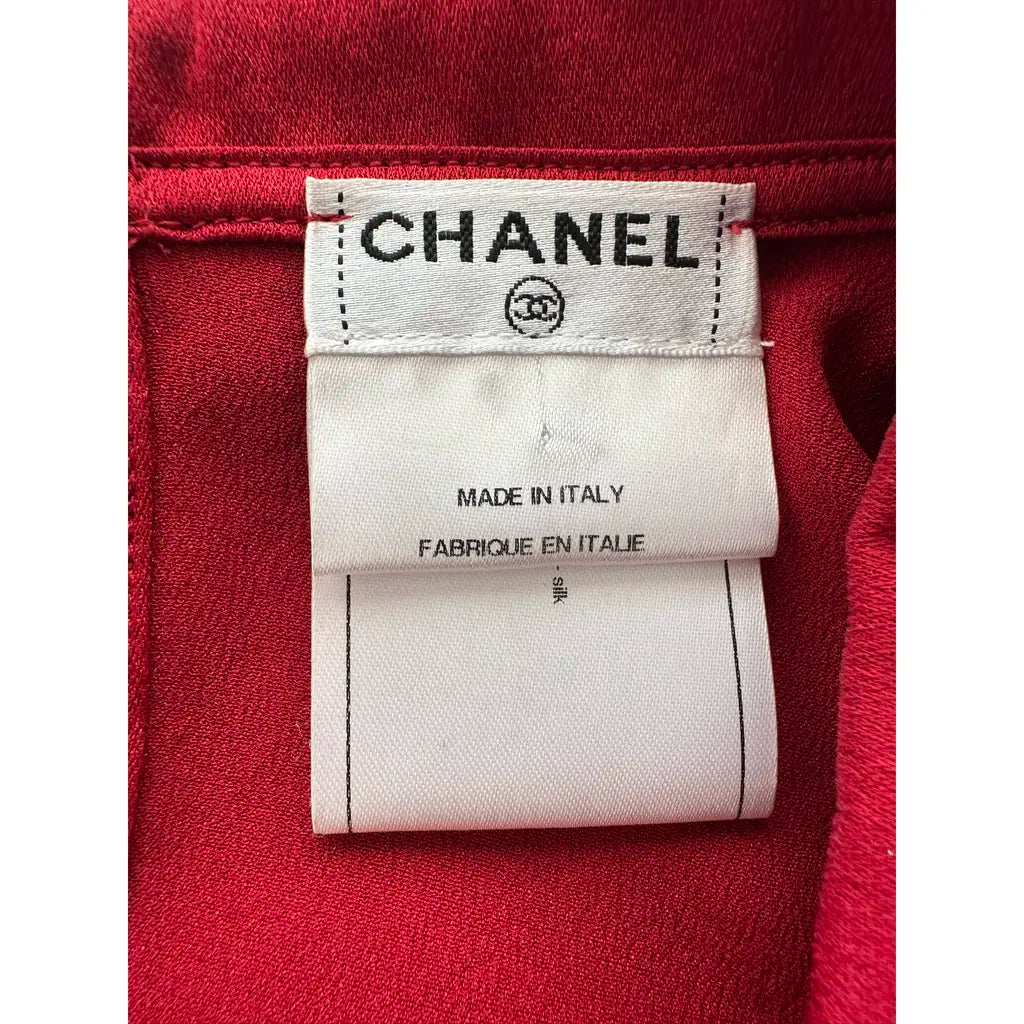 CHANEL
MADE IN ITALY
FABRIQUE EN ITALIE
- silk